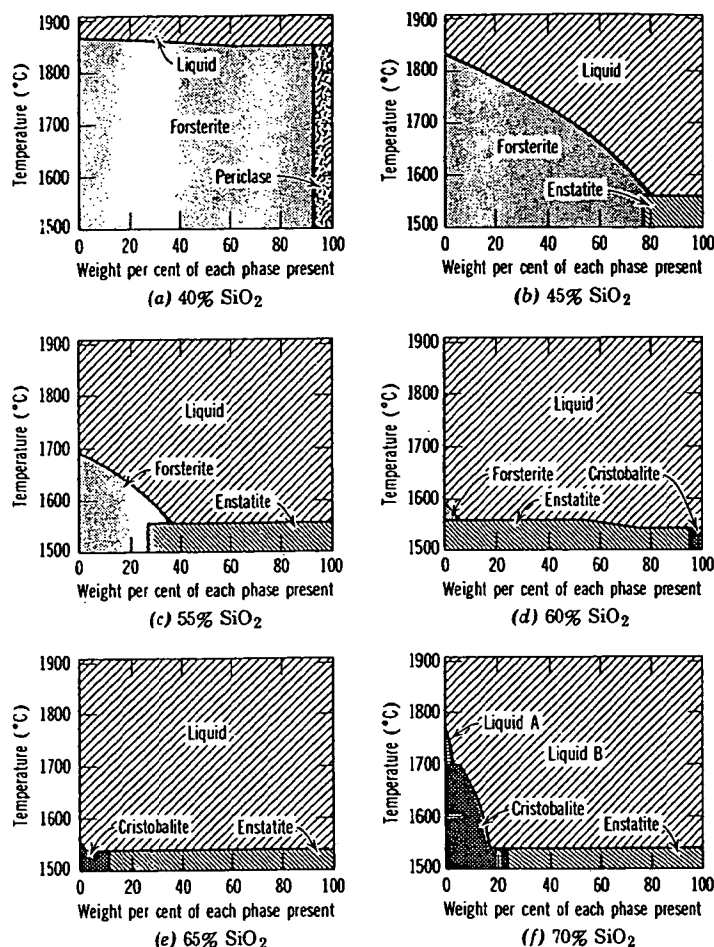 1900
1800
1700
1600
1500
Temperature (°C)
Liquid
Forsterite
Periclase
0 20 40 60 80 100
Weight per cent of each phase present
(a) 40% SiO₂
1900
1800
1700
1600
1500
Temperature (°C)
Liquid
Forsterite
Enstatite
0 20 40 60 80 100
Weight per cent of each phase present
(b) 45% SiO₂
1900
1800
1700
1600
1500
Temperature (°C)
Liquid
Forsterite
Enstatite
0 20 40 60 80 100
Weight per cent of each phase present
(c) 55% SiO₂
1900
1800
1700
1600
1500
Temperature (°C)
Liquid
Forsterite Cristobalite
Enstatite
0 20 40 60 80 100
Weight per cent of each phase present
(d) 60% SiO₂
1900
1800
1700
1600
1500
Temperature (°C)
Liquid
Cristobalite Enstatite
0 20 40 60 80 100
Weight per cent of each phase present
(e) 65% SiO₂
1900
1800
1700
1600
1500
Temperature (°C)
Liquid A
Liquid B
Cristobalite
Enstatite
0 20 40 60 80 100
Weight per cent of each phase present
(f) 70% SiO₂